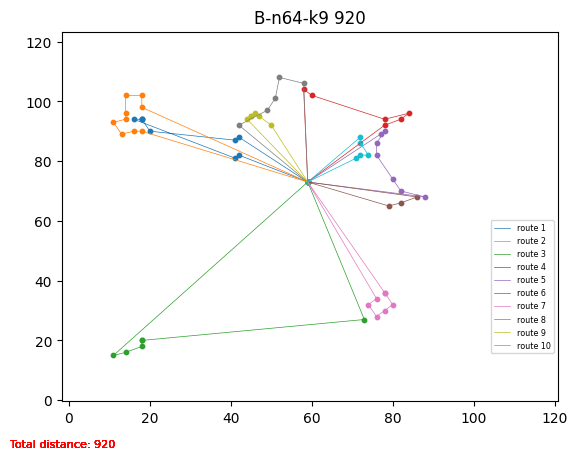 B-n64-k9 920
120
100
80
60
40
20
0
0 20 40 60 80 100 120
route 1
route 2
route 3
route 4
route 5
route 6
route 7
route 8
route 9
route 10
Total distance: 920